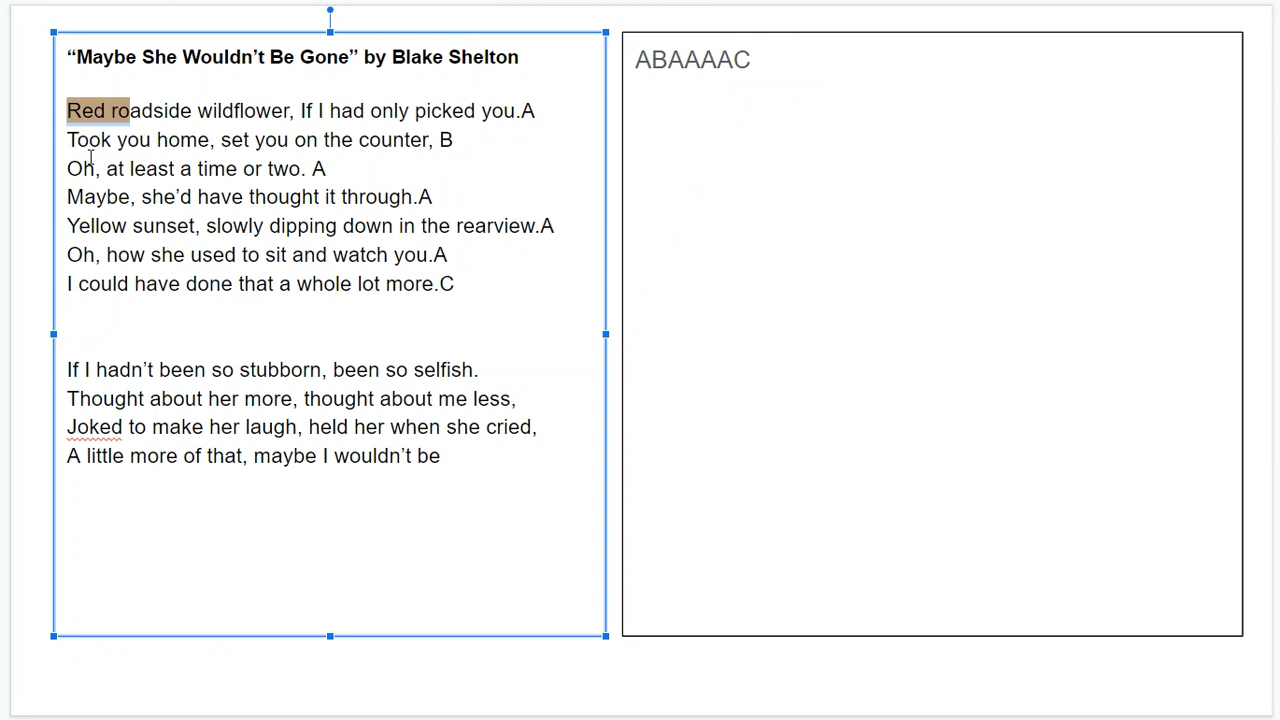 “Maybe She Wouldn’t Be Gone” by Blake Shelton
Red roadside wildflower, If I had only picked you.A
Took you home, set you on the counter, B
Oh, at least a time or two. A
Maybe, she’d have thought it through.A
Yellow sunset, slowly dipping down in the rearview.A
Oh, how she used to sit and watch you.A
I could have done that a whole lot more.C
If I hadn’t been so stubborn, been so selfish.
Thought about her more, thought about me less,
Joked to make her laugh, held her when she cried,
A little more of that, maybe I wouldn’t be
ABAAAAC